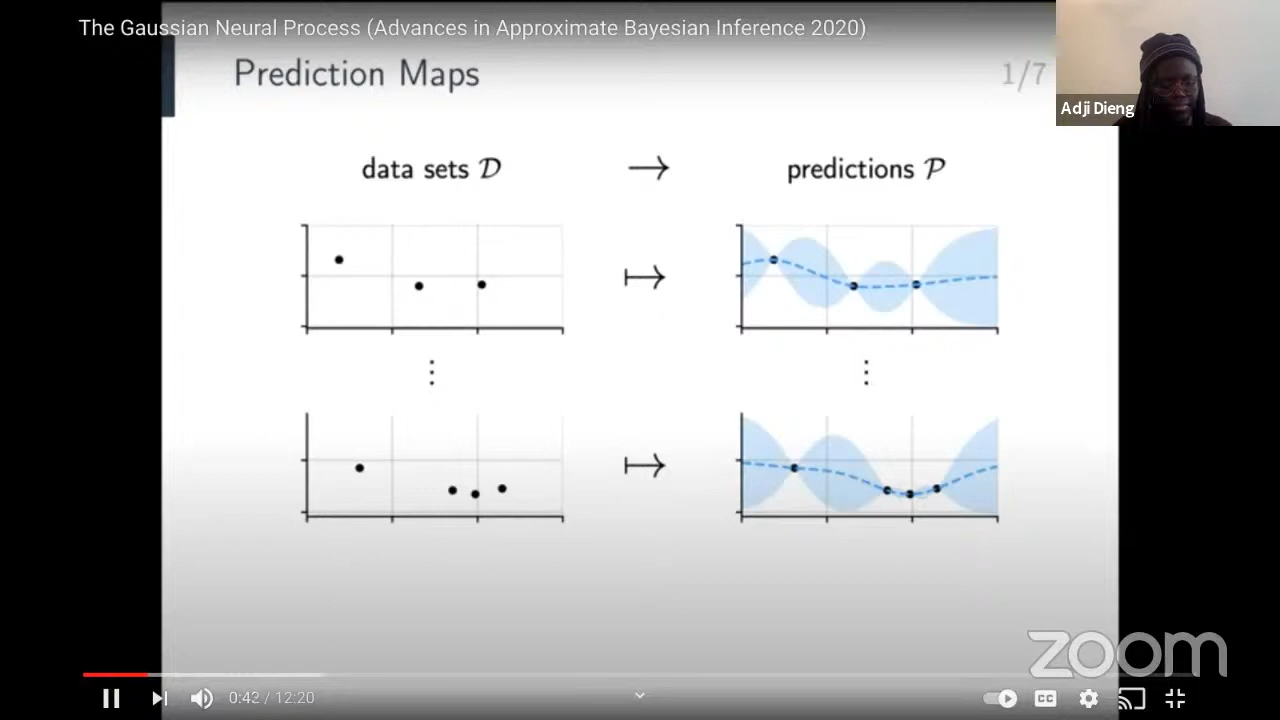 The Gaussian Neural Process (Advances in Approximate Bayesian Inference 2020)
Prediction Maps
1/7
Adji Dieng
data sets 𝒟 → predictions 𝒫
↦
⋮ ⋮
↦
zoom
0:42 / 12:20
CC